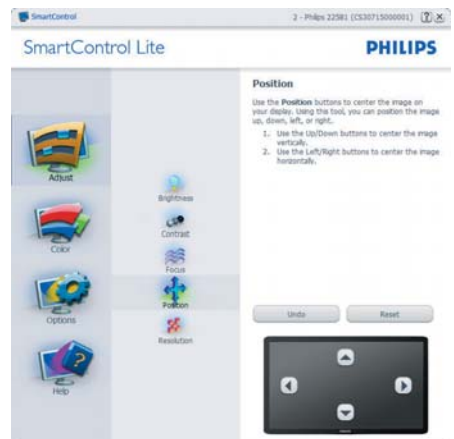 SmartControl
2 - Philips 225B1 (CS30715000001)
SmartControl Lite
PHILIPS
Adjust
Color
Options
Help
Brightness
Contrast
Focus
Position
Resolution
Position
Use the Position buttons to center the image on
your display. Using this tool, you can position the image
up, down, left, or right.
1. Use the Up/Down buttons to center the image
vertically.
2. Use the Left/Right buttons to center the image
horizontally.
Undo
Reset